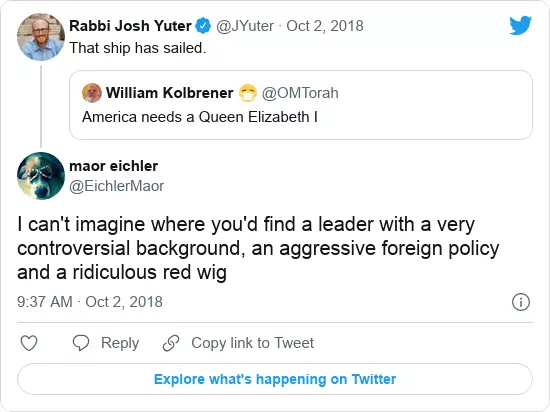 Rabbi Josh Yuter @JYuter · Oct 2, 2018
That ship has sailed.
William Kolbrener 😷 @OMTorah
America needs a Queen Elizabeth I
maor eichler
@EichlerMaor
I can't imagine where you'd find a leader with a very
controversial background, an aggressive foreign policy
and a ridiculous red wig
9:37 AM · Oct 2, 2018
Reply Copy link to Tweet
Explore what's happening on Twitter